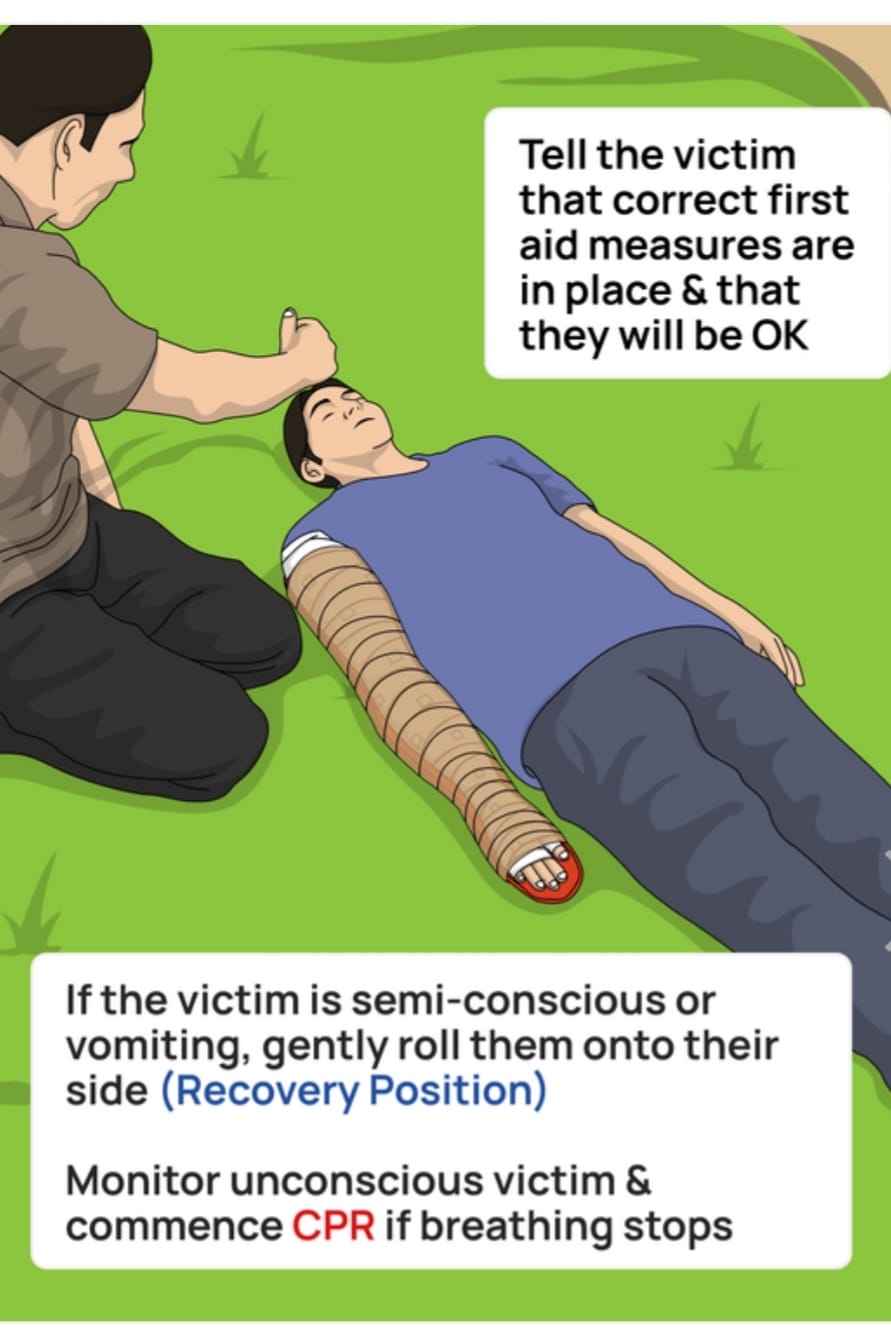 Tell the victim
that correct first
aid measures are
in place & that
they will be OK
If the victim is semi-conscious or
vomiting, gently roll them onto their
side (Recovery Position)
Monitor unconscious victim &
commence CPR if breathing stops